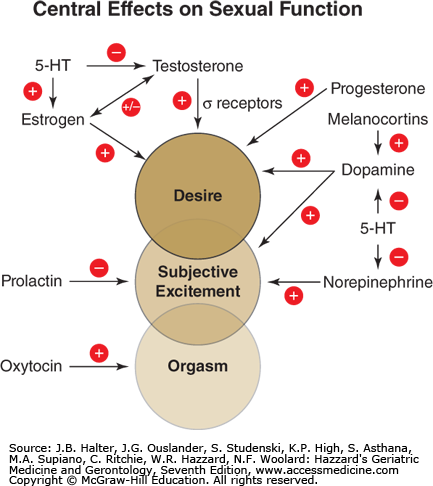 Central Effects on Sexual Function
5-HT
−
Testosterone
+
+/−
+
σ receptors
+
Progesterone
Estrogen
Melanocortins
+
+
+
Dopamine
Desire
−
+
5-HT
−
Prolactin
−
Subjective
Excitement
Norepinephrine
+
Oxytocin
+
Orgasm
Source: J.B. Halter, J.G. Ouslander, S. Studenski, K.P. High, S. Asthana,
M.A. Supiano, C. Ritchie, W.R. Hazzard, N.F. Woolard: Hazzard's Geriatric
Medicine and Gerontology, Seventh Edition, www.accessmedicine.com
Copyright © McGraw-Hill Education. All rights reserved.